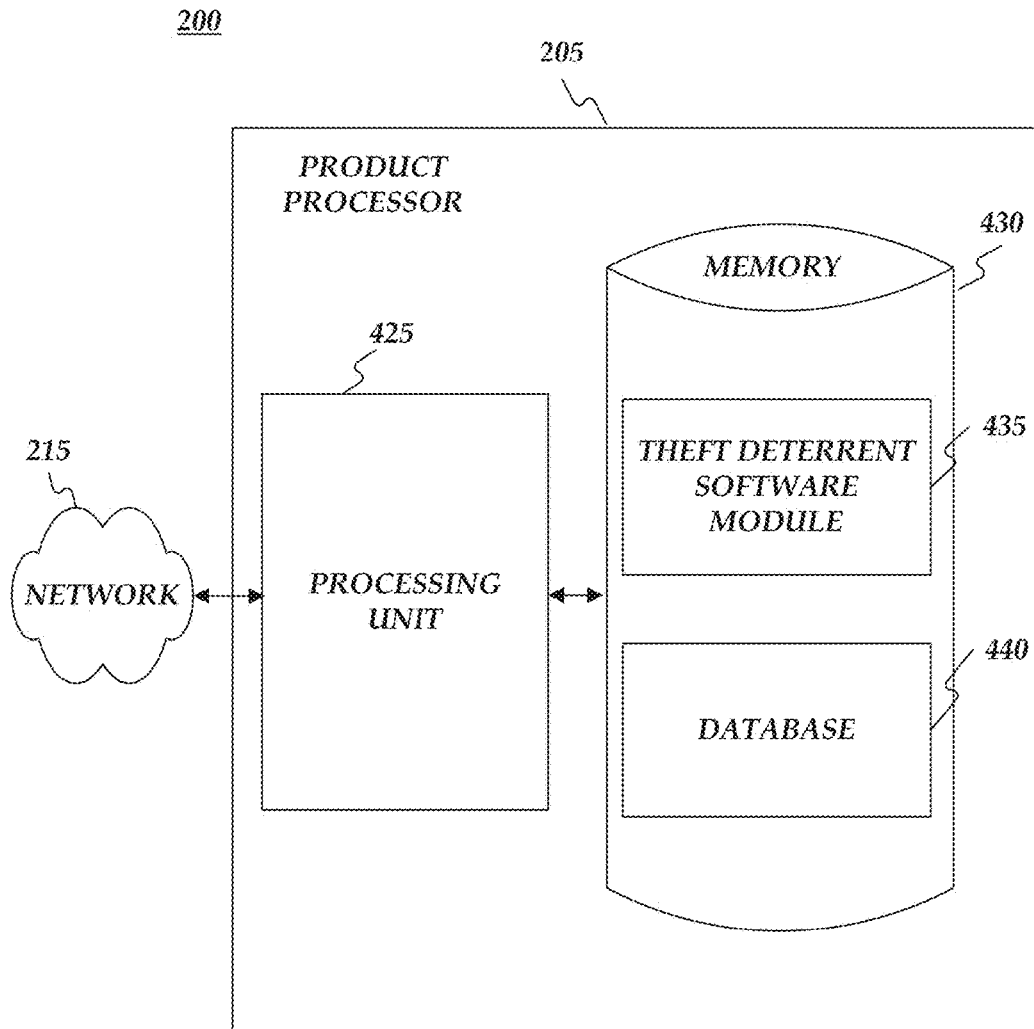 200
205
PRODUCT
PROCESSOR
430
MEMORY
425
435
THEFT DETERRENT
SOFTWARE
MODULE
215
NETWORK
PROCESSING
UNIT
440
DATABASE